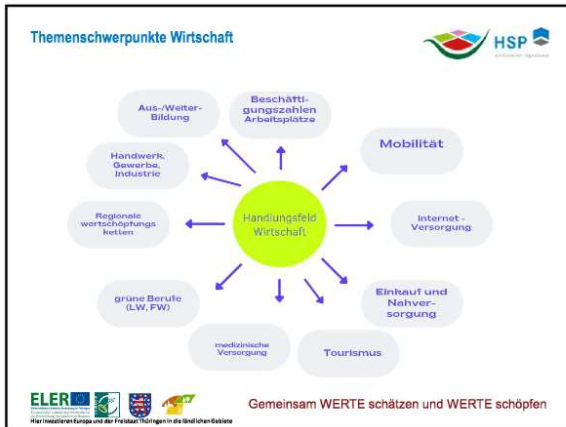 Themenschwerpunkte Wirtschaft
HSP
Aus-/Weiter-
Bildung
Beschäfti-
gungszahlen
Arbeitsplätze
Mobilität
Handwerk,
Gewerbe,
Industrie
Handlungsfeld
Wirtschaft
Regionale
wertschöpfungs
ketten
Internet -
Versorgung
grüne Berufe
(LW, FW)
Einkauf und
Nahver-
sorgung
medizinische
Versorgung
Tourismus
ELER
Hier investieren Europa und der Freistaat Thüringen in die ländlichen Gebiete
Gemeinsam WERTE schätzen und WERTE schöpfen